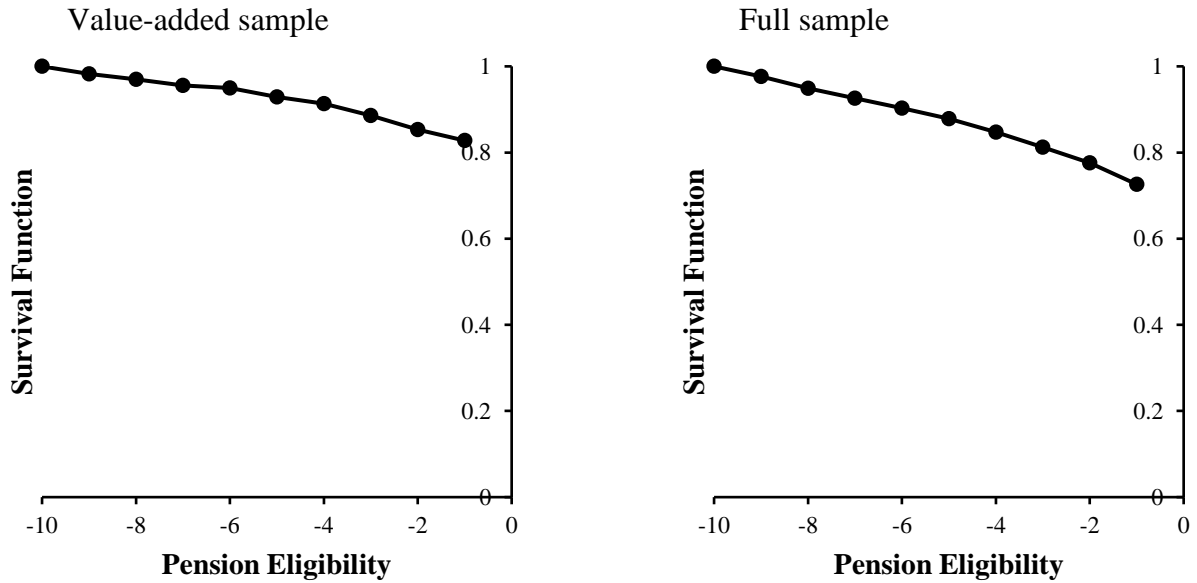 Value-added sample
1
0.8
0.6
0.4
0.2
0
-10 -8 -6 -4 -2 0
Survival Function
Pension Eligibility
Full sample
1
0.8
0.6
0.4
0.2
0
-10 -8 -6 -4 -2 0
Survival Function
Pension Eligibility